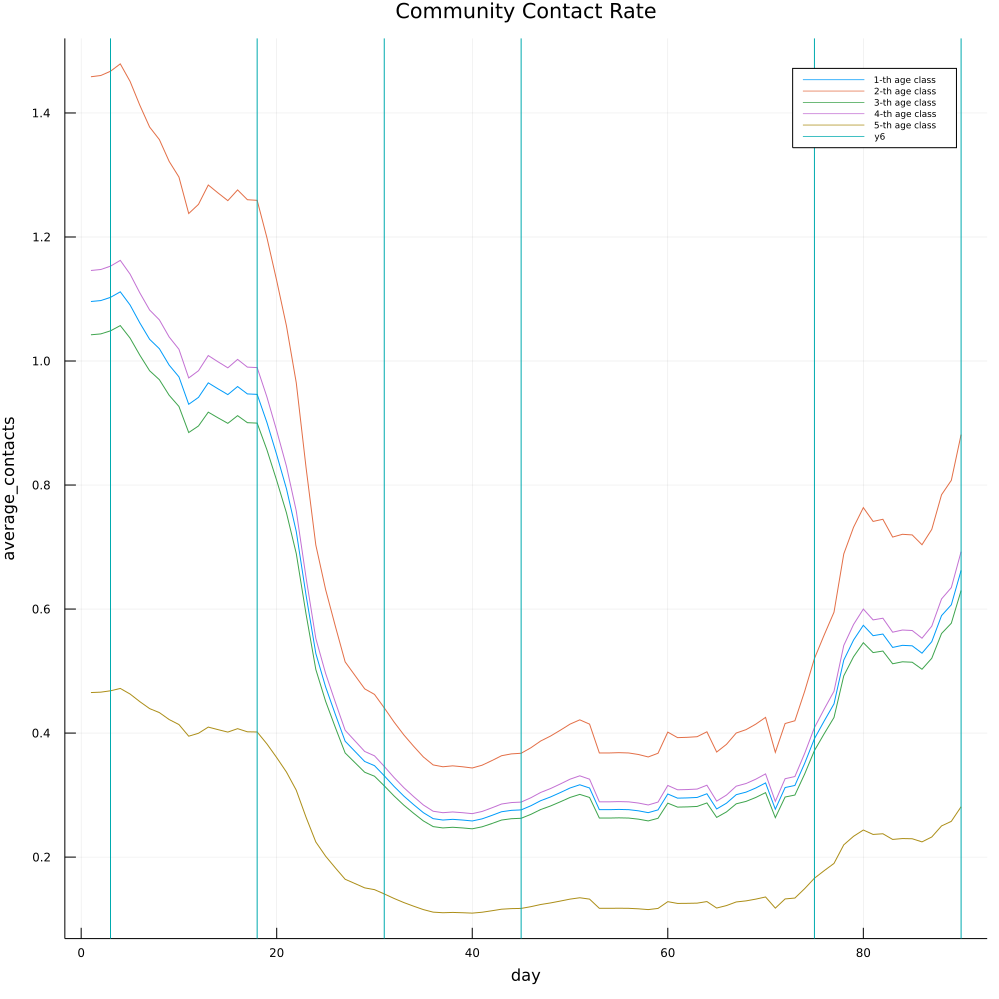 Community Contact Rate
1-th age class
2-th age class
3-th age class
4-th age class
5-th age class
y6
1.4
1.2
1.0
0.8
0.6
0.4
0.2
average_contacts
0 20 40 60 80
day